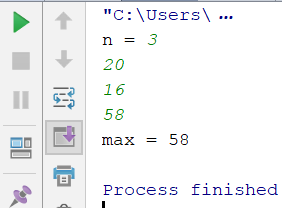 "C:\Users\ ...
n = 3
20
16
58
max = 58
Process finished